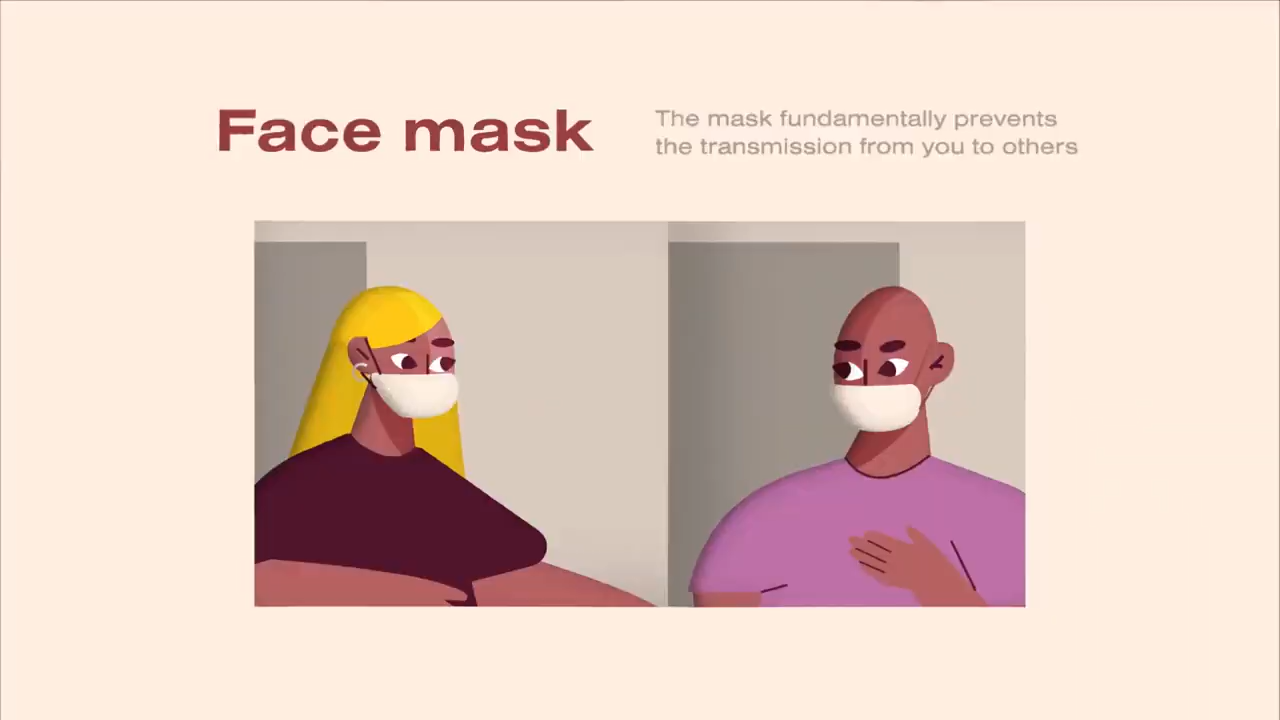 Face mask
The mask fundamentally prevents
the transmission from you to others